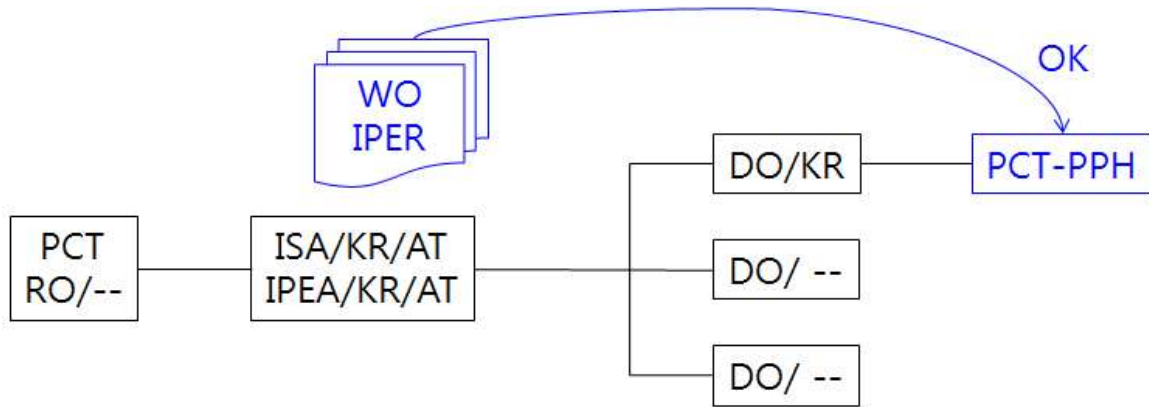 WO
IPER
OK
DO/KR
PCT-PPH
PCT
RO/--
ISA/KR/AT
IPEA/KR/AT
DO/ --
DO/ --